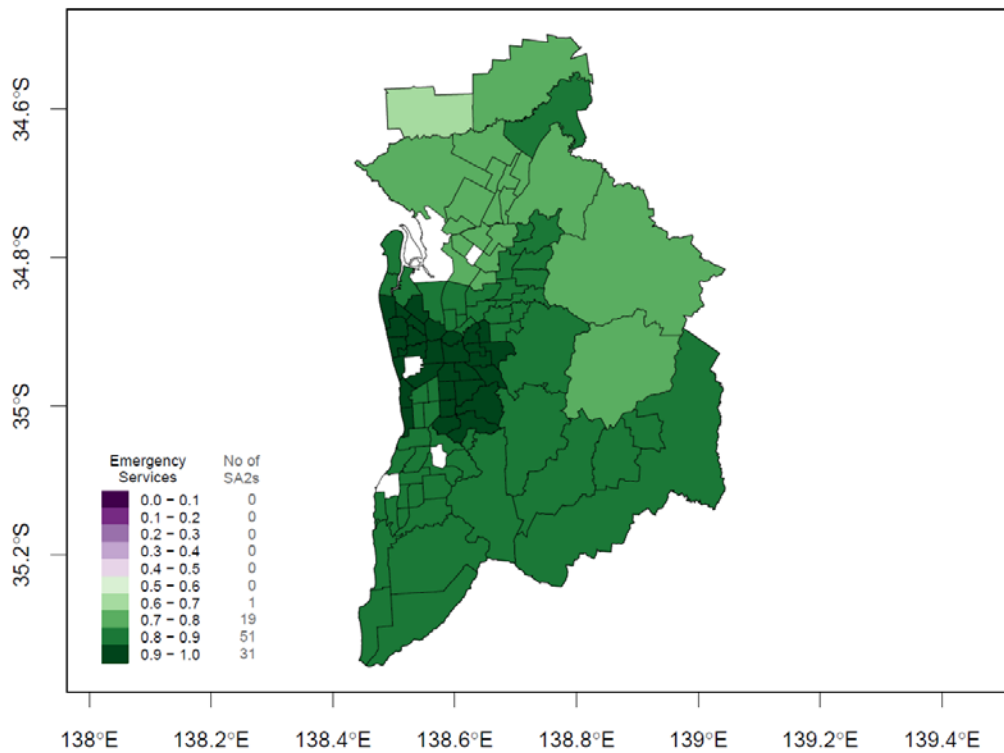 34.6°S
34.8°S
35°S
35.2°S
Emergency Services No of SA2s
0.0 − 0.1 0
0.1 − 0.2 0
0.2 − 0.3 0
0.3 − 0.4 0
0.4 − 0.5 0
0.5 − 0.6 0
0.6 − 0.7 1
0.7 − 0.8 19
0.8 − 0.9 51
0.9 − 1.0 31
138°E 138.2°E 138.4°E 138.6°E 138.8°E 139°E 139.2°E 139.4°E